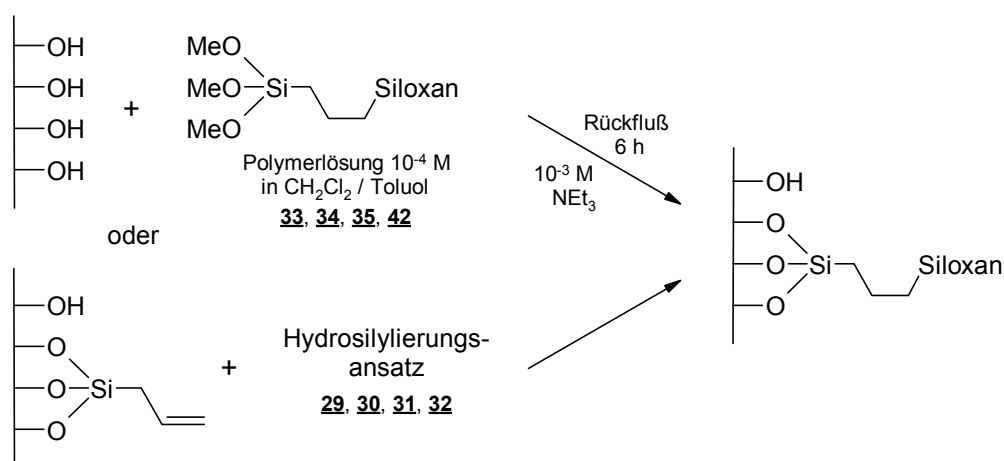 OH
OH
OH
OH
+
MeO
MeO
MeO
Si
Siloxan
Polymerlösung 10⁻⁴ M
in CH₂Cl₂ / Toluol
33, 34, 35, 42
Rückfluß
6 h
10⁻³ M
NEt₃
oder
OH
O
O
O
Si
+
Hydrosilylierungs-
ansatz
29, 30, 31, 32
OH
O
O
O
Si
Siloxan